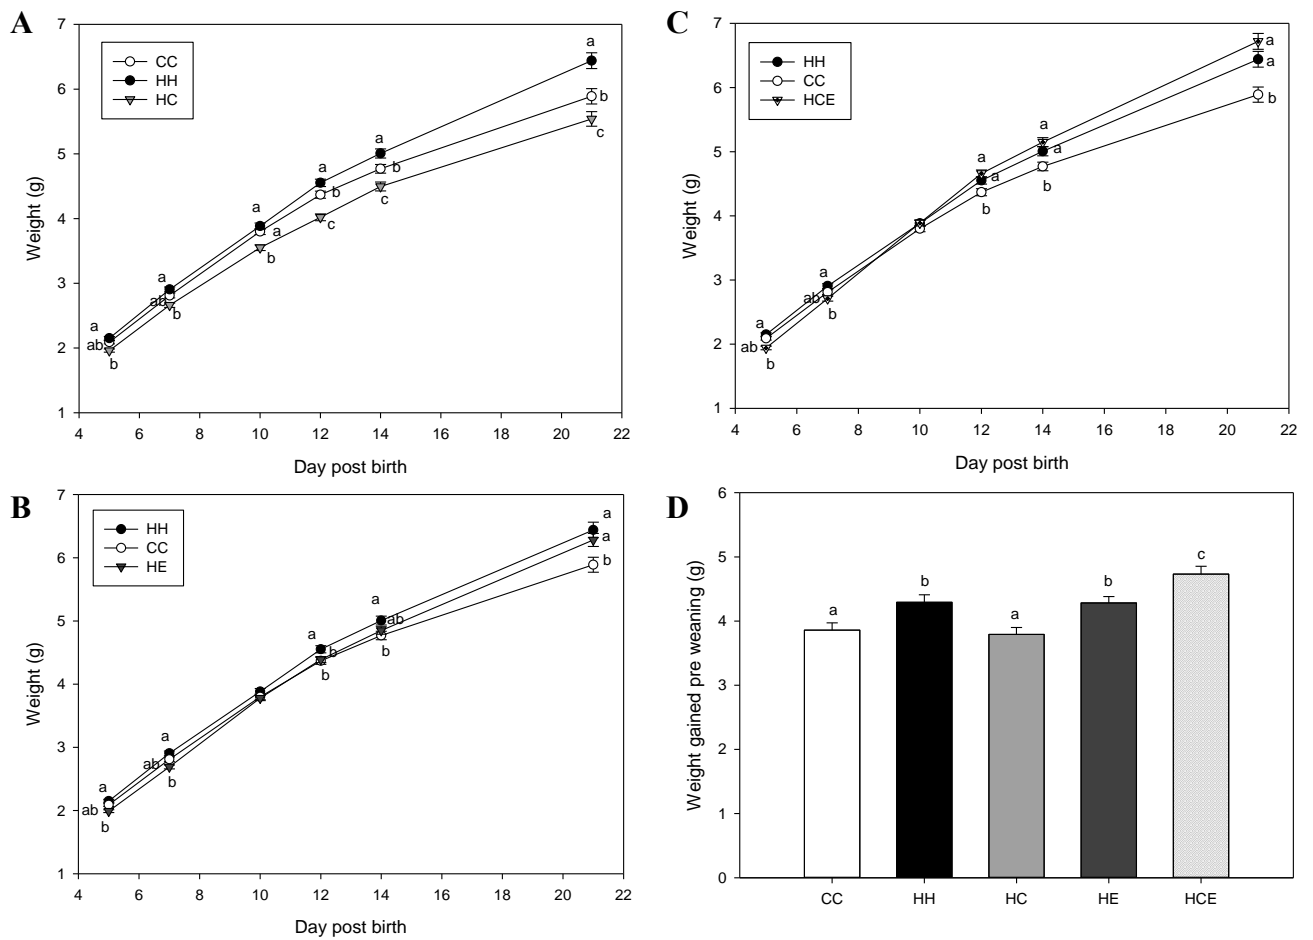 A
7
6
5
4
3
2
1
Weight (g)
CC
HH
HC
a
ab
b
a
ab
b
a
a
b
a
b
c
a
b
c
a
b
c
4 6 8 10 12 14 16 18 20 22
Day post birth
C
7
6
5
4
3
2
1
Weight (g)
HH
CC
HCE
a
ab
b
a
ab
b
a
a
b
a
a
b
a
a
b
4 6 8 10 12 14 16 18 20 22
Day post birth
B
7
6
5
4
3
2
1
Weight (g)
HH
CC
HE
a
ab
b
a
ab
b
a
b
b
a
ab
b
a
a
b
4 6 8 10 12 14 16 18 20 22
Day post birth
D
6
5
4
3
2
1
0
Weight gained pre weaning (g)
a
b
a
b
c
CC HH HC HE HCE